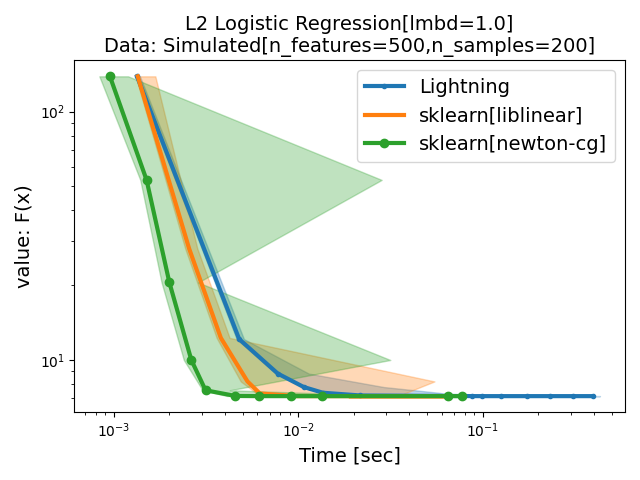 L2 Logistic Regression[lmbd=1.0]
Data: Simulated[n_features=500,n_samples=200]
Lightning
sklearn[liblinear]
sklearn[newton-cg]
value: F(x)
10²
10¹
10⁻³
10⁻²
10⁻¹
Time [sec]